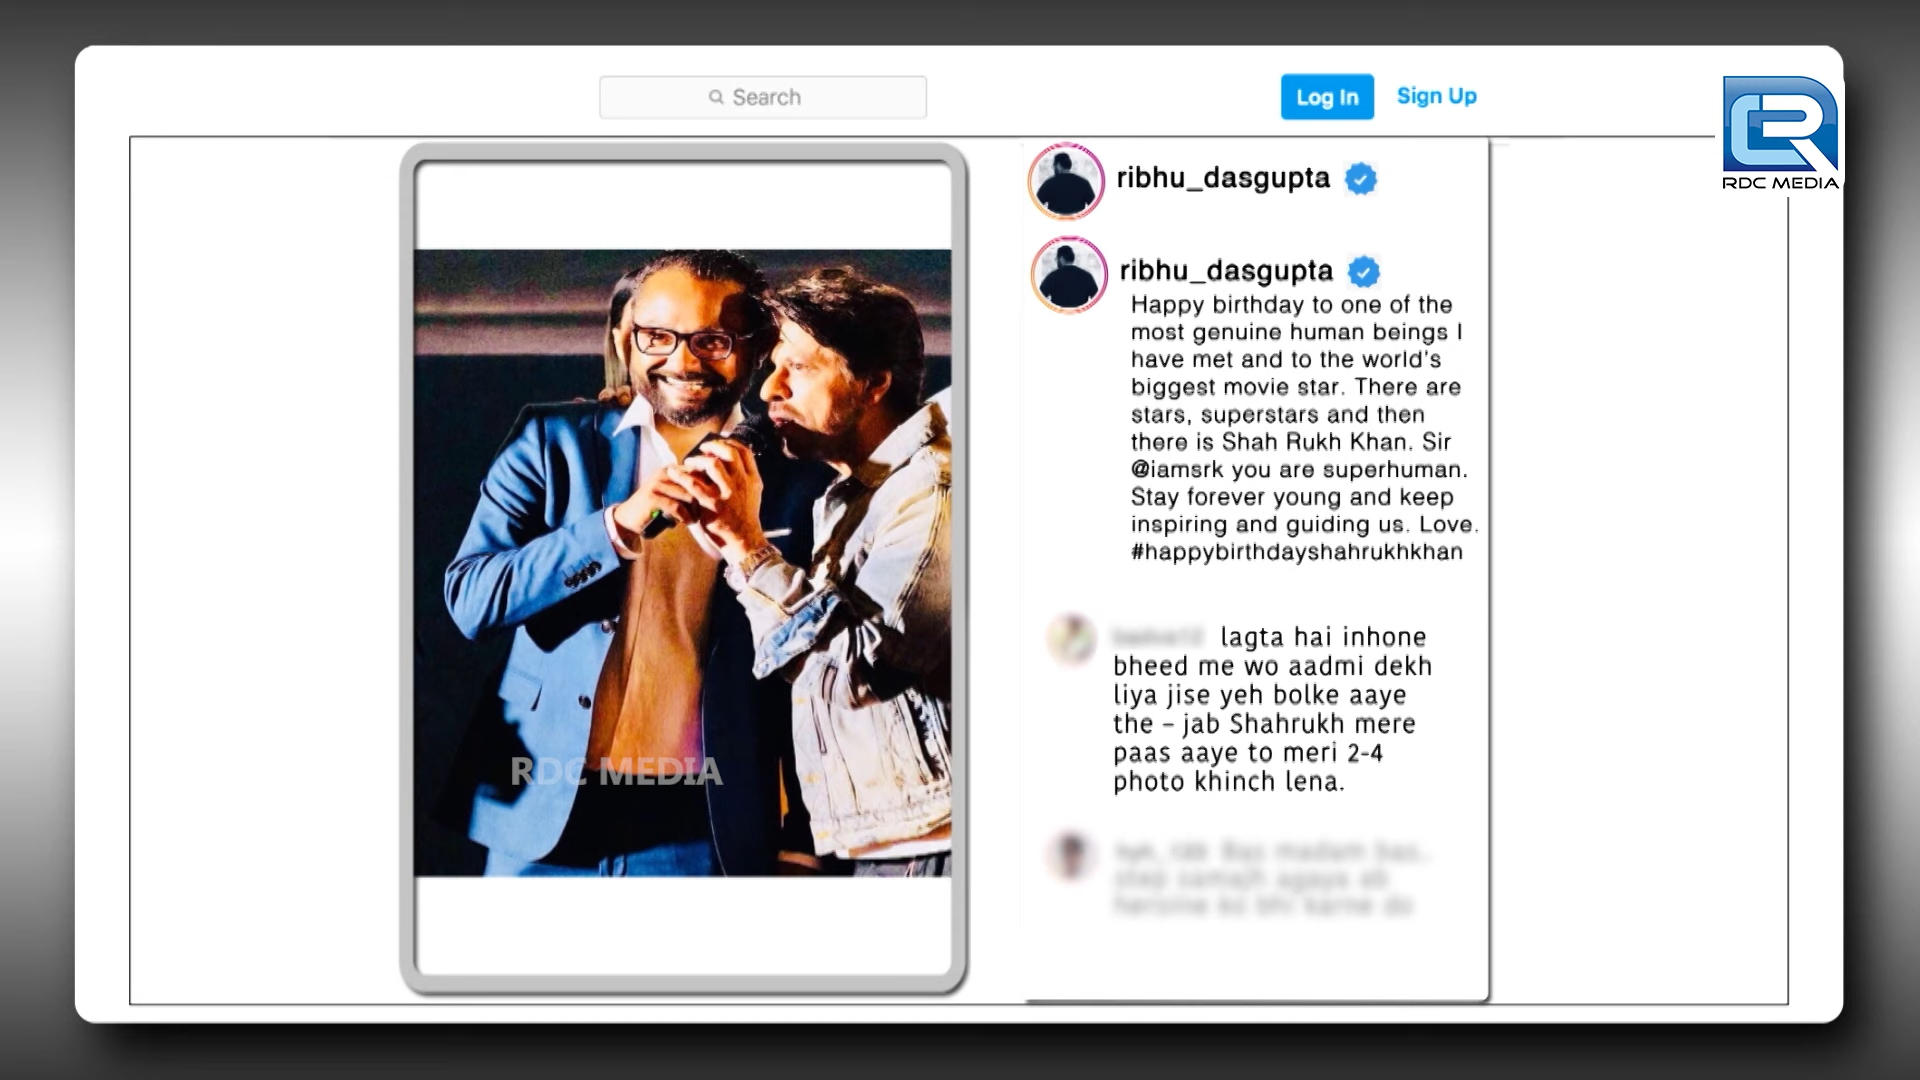 Search
Log In
Sign Up
RDC MEDIA
ribhu_dasgupta
ribhu_dasgupta
Happy birthday to one of the
most genuine human beings I
have met and to the world's
biggest movie star. There are
stars, superstars and then
there is Shah Rukh Khan. Sir
@iamsrk you are superhuman.
Stay forever young and keep
inspiring and guiding us. Love.
#happybirthdayshahrukhkhan
lagta hai inhone
bheed me wo aadmi dekh
liya jise yeh bolke aaye
the – jab Shahrukh mere
paas aaye to meri 2-4
photo khinch lena.
RDC MEDIA